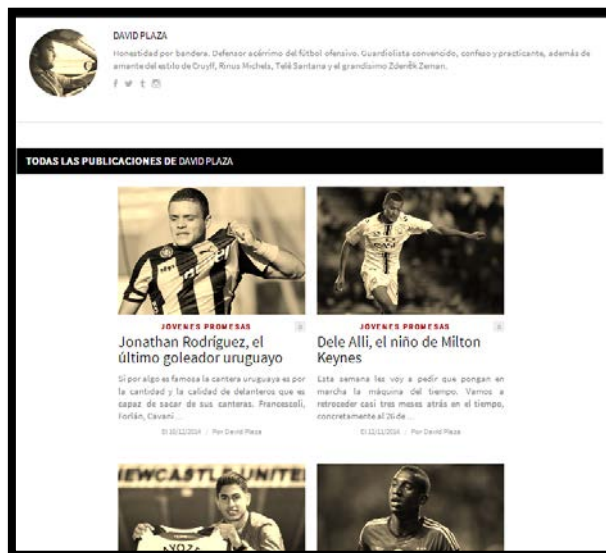 DAVID PLAZA
Honestidad por bandera. Defensor acérrimo del fútbol ofensivo. Guardiolista convencido, confeso y practicante, además de
amante del estilo de Cruyff, Rinus Michels, Telê Santana y el grandísimo Zdeněk Zeman.
TODAS LAS PUBLICACIONES DE DAVID PLAZA
JÓVENES PROMESAS
Jonathan Rodríguez, el
último goleador uruguayo
Si por algo es famosa la cantera uruguaya es por
la cantidad y la calidad de delanteros que es
capaz de sacar de sus canteras. Francescoli,
Forlán, Cavani ...
Por David Plaza
JÓVENES PROMESAS
Dele Alli, el niño de Milton
Keynes
Esta semana les voy a pedir que pongan en
marcha la máquina del tiempo. Vamos a
retroceder casi tres meses atrás en el tiempo,
concretamente al 26 de ...
Por David Plaza
NEWCASTLE UNITE
AYOZE